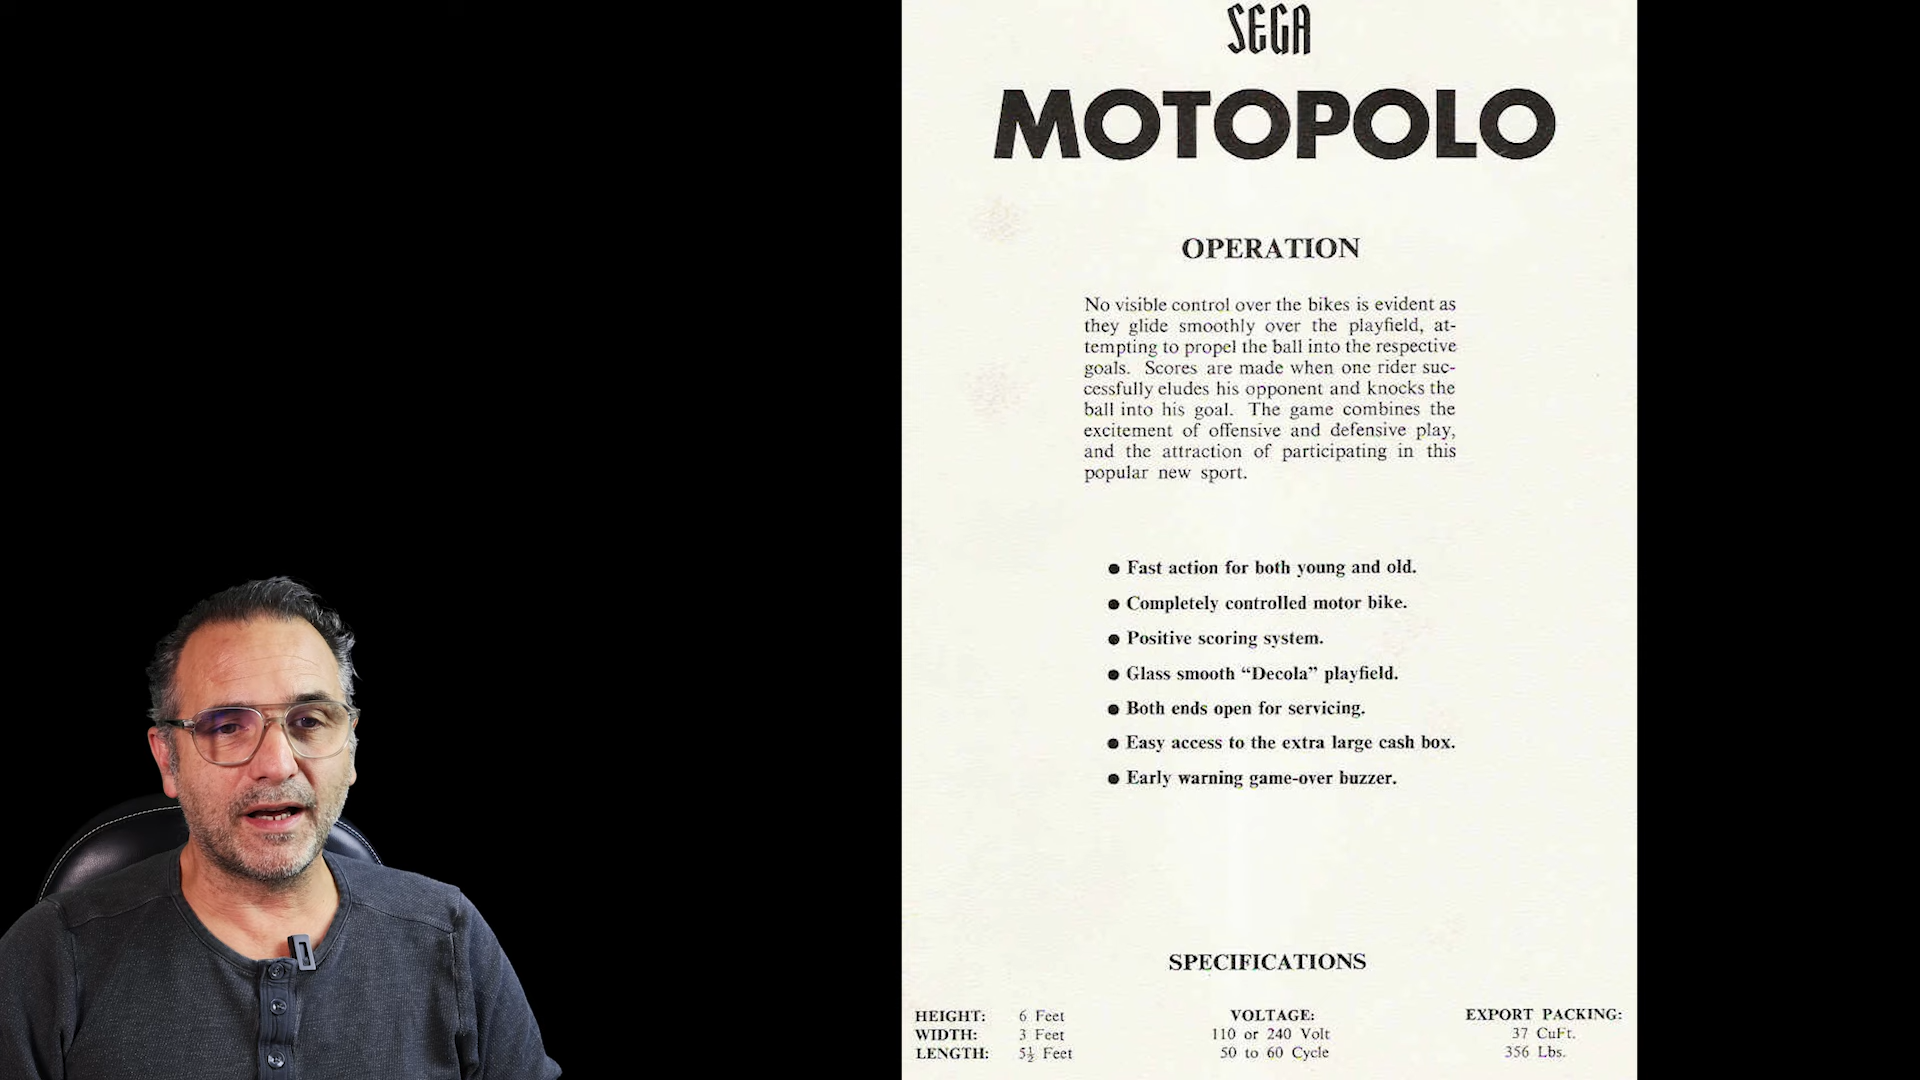 SEGA
MOTOPOLO
OPERATION
No visible control over the bikes is evident as
they glide smoothly over the playfield, at-
tempting to propel the ball into the respective
goals. Scores are made when one rider suc-
cessfully eludes his opponent and knocks the
ball into his goal. The game combines the
excitement of offensive and defensive play,
and the attraction of participating in this
popular new sport.
● Fast action for both young and old.
● Completely controlled motor bike.
● Positive scoring system.
● Glass smooth “Decola” playfield.
● Both ends open for servicing.
● Easy access to the extra large cash box.
● Early warning game-over buzzer.
SPECIFICATIONS
HEIGHT: 6 Feet
WIDTH: 3 Feet
LENGTH: 5½ Feet
VOLTAGE:
110 or 240 Volt
50 to 60 Cycle
EXPORT PACKING:
37 CuFt.
356 Lbs.